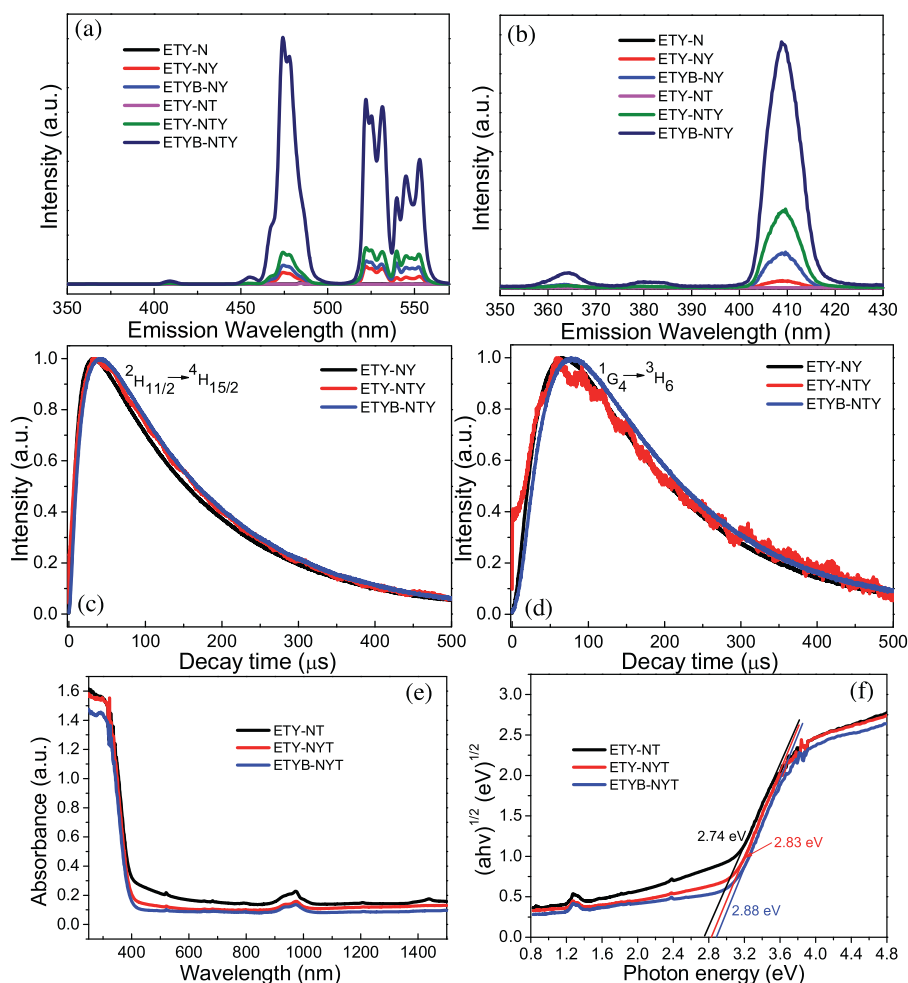 (a)
ETY-N
ETY-NY
ETYB-NY
ETY-NT
ETY-NTY
ETYB-NTY
Intensity (a.u.)
350 400 450 500 550
Emission Wavelength (nm)
(b)
ETY-N
ETY-NY
ETYB-NY
ETY-NT
ETY-NTY
ETYB-NTY
Intensity (a.u.)
350 360 370 380 390 400 410 420 430
Emission Wavelength (nm)
1.0
0.8
0.6
0.4
0.2
0.0
Intensity (a.u.)
²H₁₁/₂→⁴H₁₅/₂
ETY-NY
ETY-NTY
ETYB-NTY
(c)
0 100 200 300 400 500
Decay time (μs)
1.0
0.8
0.6
0.4
0.2
0.0
Intensity (a.u.)
¹G₄→³H₆
ETY-NY
ETY-NTY
ETYB-NTY
(d)
0 100 200 300 400 500
Decay time (μs)
1.6
1.4
1.2
1.0
0.8
0.6
0.4
0.2
0.0
Absorbance (a.u.)
(e)
ETY-NT
ETY-NYT
ETYB-NYT
400 600 800 1000 1200 1400
Wavelength (nm)
3.0
2.5
2.0
1.5
1.0
0.5
0.0
(ahv)¹/² (eV)¹/²
(f)
ETY-NT
ETY-NYT
ETYB-NYT
2.74 eV
2.83 eV
2.88 eV
0.8 1.2 1.6 2.0 2.4 2.8 3.2 3.6 4.0 4.4 4.8
Photon energy (eV)